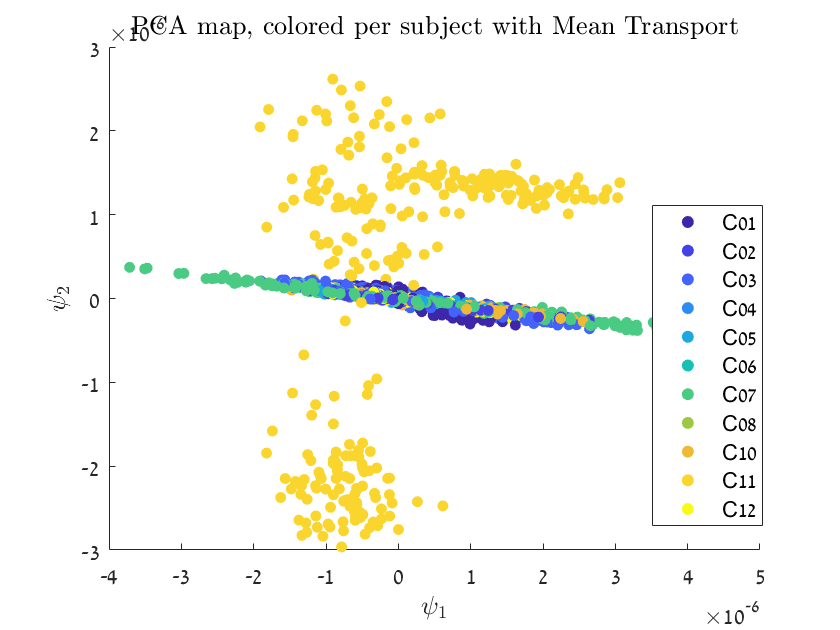 PCA map, colored per subject with Mean Transport
×10⁻⁶
3
2
1
0
-1
-2
-3
ψ₂
-4 -3 -2 -1 0 1 2 3 4 5
ψ₁
×10⁻⁶
C01
C02
C03
C04
C05
C06
C07
C08
C10
C11
C12